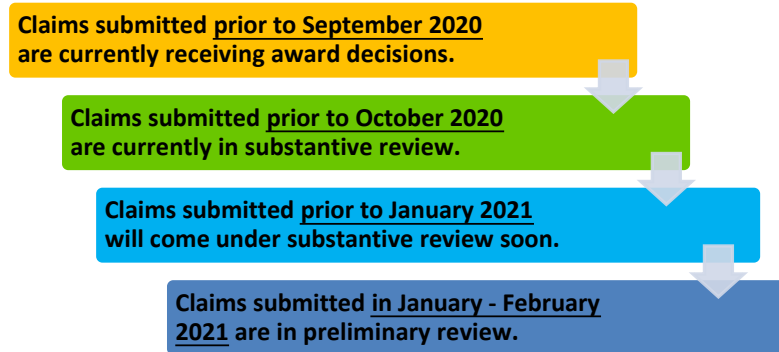 Claims submitted prior to September 2020
are currently receiving award decisions.
Claims submitted prior to October 2020
are currently in substantive review.
Claims submitted prior to January 2021
will come under substantive review soon.
Claims submitted in January - February
2021 are in preliminary review.